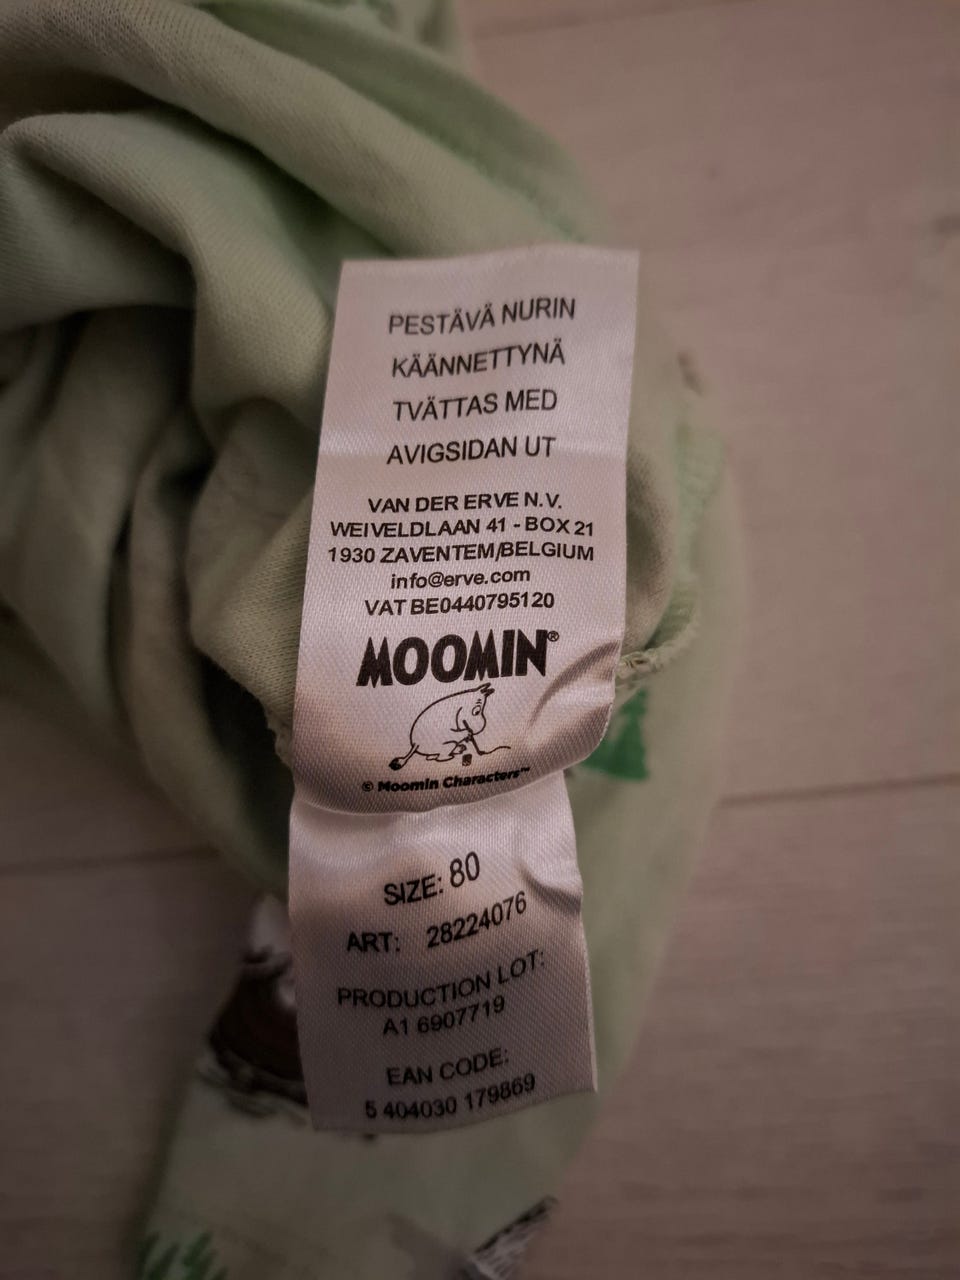 PESTÄVÄ NURIN
KÄÄNNETTYNÄ
TVÄTTAS MED
AVIGSIDAN UT
VAN DER ERVE N.V.
WEIVELDLAAN 41 - BOX 21
1930 ZAVENTEM/BELGIUM
info@erve.com
VAT BE0440795120
MOOMIN®
© Moomin Characters™
SIZE: 80
ART: 28224076
PRODUCTION LOT:
A1 6907719
EAN CODE:
5 404030 179869